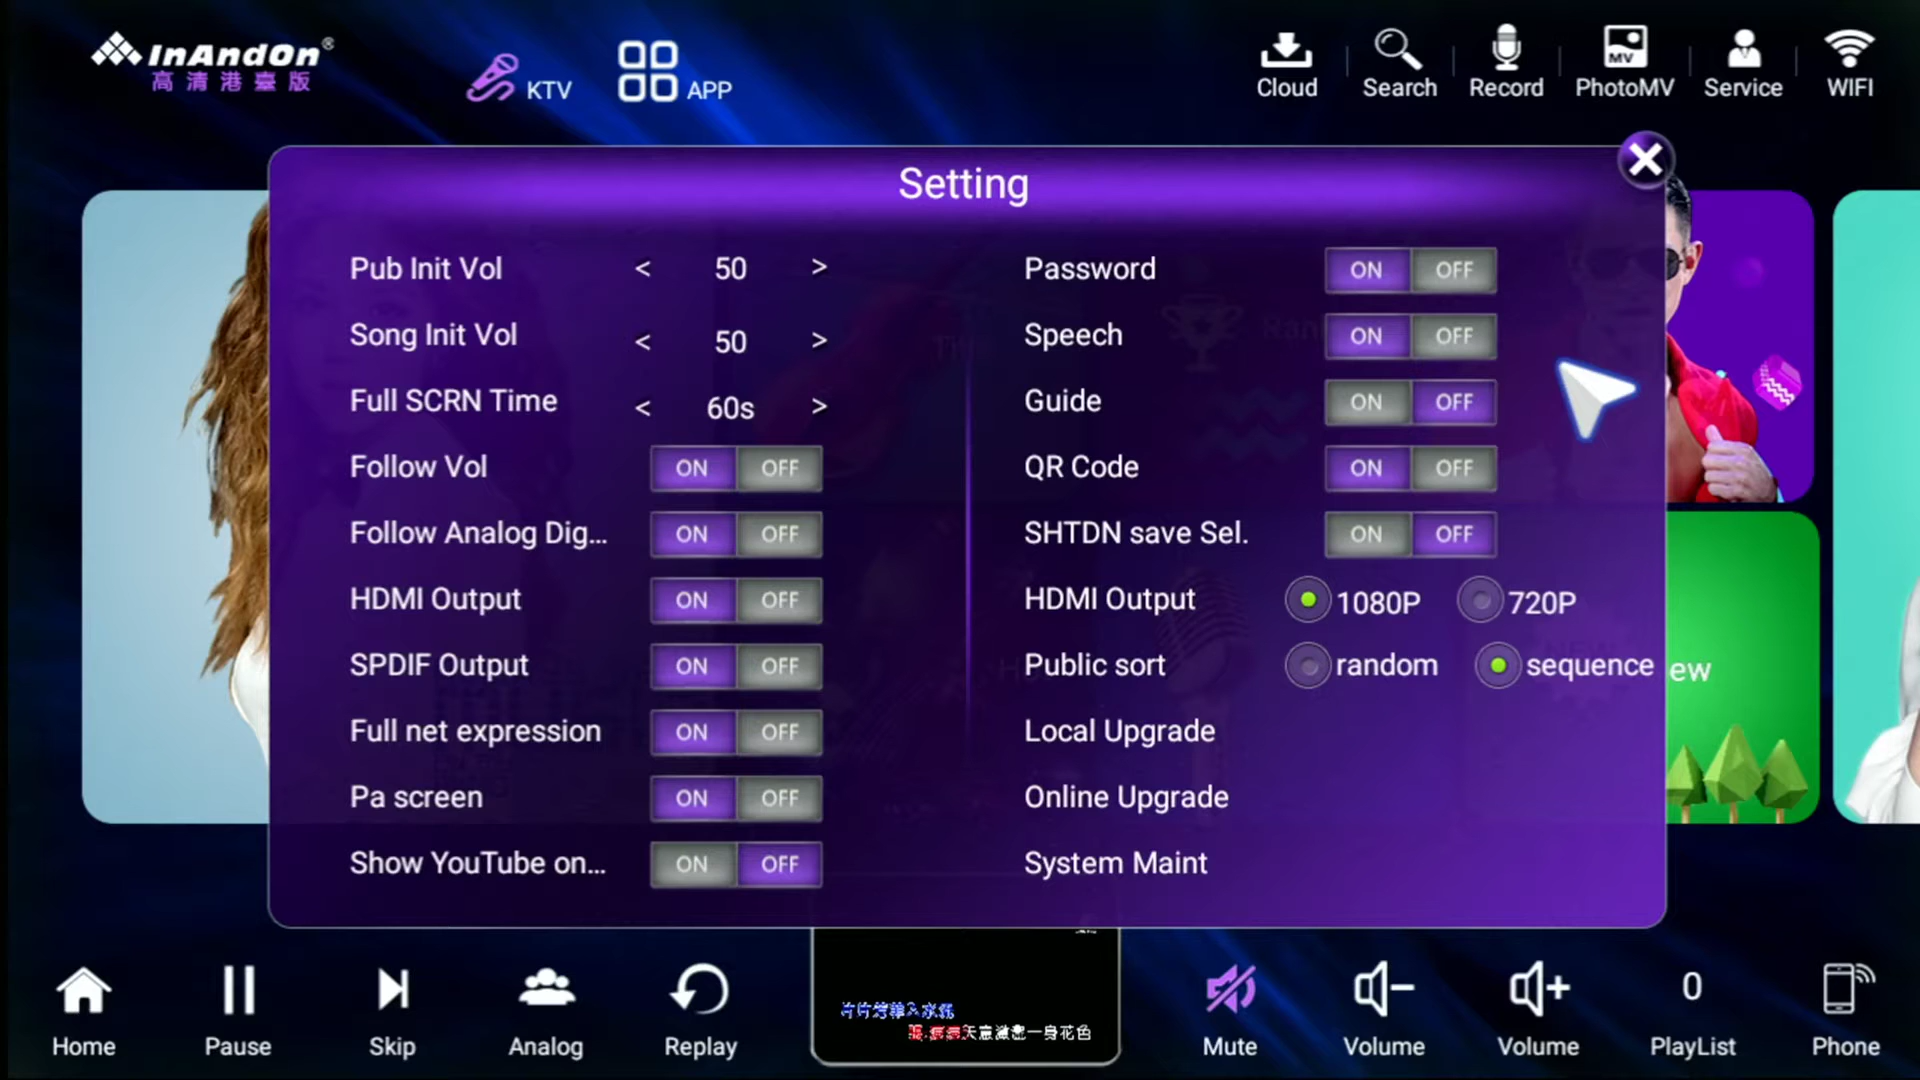 InAndOn®
高清港臺版
KTV
APP
Cloud
Search
Record
PhotoMV
Service
WIFI
Setting
Pub Init Vol < 50 >
Song Init Vol < 50 >
Full SCRN Time < 60s >
Follow Vol ON OFF
Follow Analog Dig... ON OFF
HDMI Output ON OFF
SPDIF Output ON OFF
Full net expression ON OFF
Pa screen ON OFF
Show YouTube on... ON OFF
Password ON OFF
Speech ON OFF
Guide ON OFF
QR Code ON OFF
SHTDN save Sel. ON OFF
HDMI Output 1080P 720P
Public sort random sequence
Local Upgrade
Online Upgrade
System Maint
ew
一身花色
Home
Pause
Skip
Analog
Replay
Mute
Volume
Volume
0
PlayList
Phone